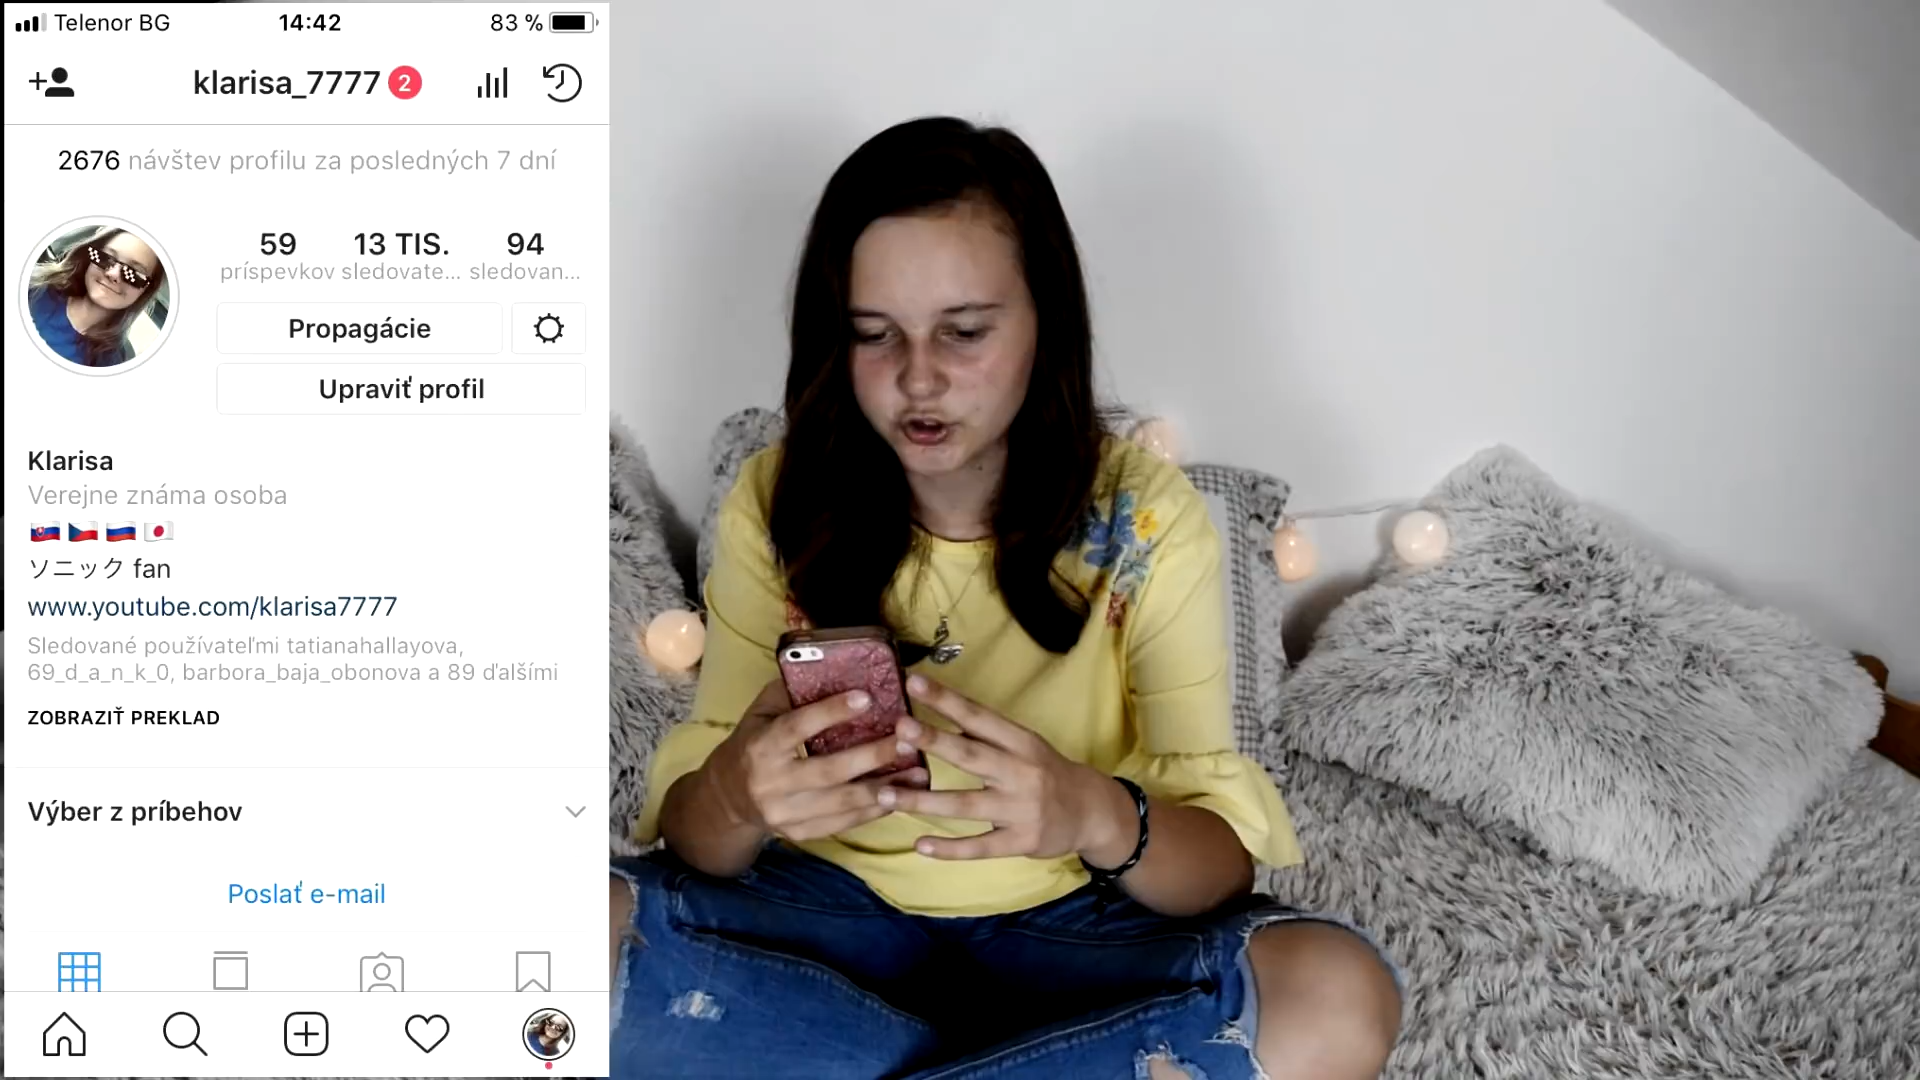 Telenor BG 14:42 83 %
klarisa_7777 2
2676 návštev profilu za posledných 7 dní
59 13 TIS. 94
príspevkov sledovate... sledovan...
Propagácie
Upraviť profil
Klarisa
Verejne známa osoba
ソニック fan
www.youtube.com/klarisa7777
Sledované používateľmi tatianahallayova,
69_d_a_n_k_0, barbora_baja_obonova a 89 ďalšími
ZOBRAZIŤ PREKLAD
Výber z príbehov
Poslať e-mail